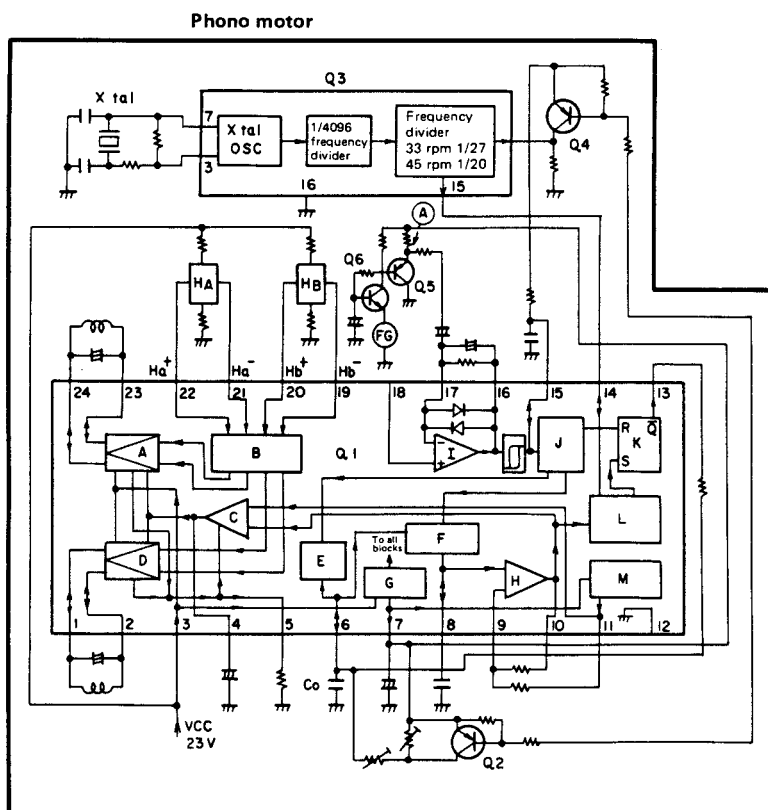 Phono motor
Q3
X tal
7
3
X tal
OSC
1/4096
frequency
divider
Frequency
divider
33 rpm 1/27
45 rpm 1/20
16
15
Q4
A
HA
HB
Q6
Q5
FG
Ha+
Ha-
Hb+
Hb-
24
23
22
21
20
19
18
17
16
15
14
13
A
B
Q1
I
J
R
Q̅
K
S
C
L
To all
blocks
F
E
D
G
H
M
1
2
3
4
5
6
7
8
9
10
11
12
Co
VCC
23V
Q2